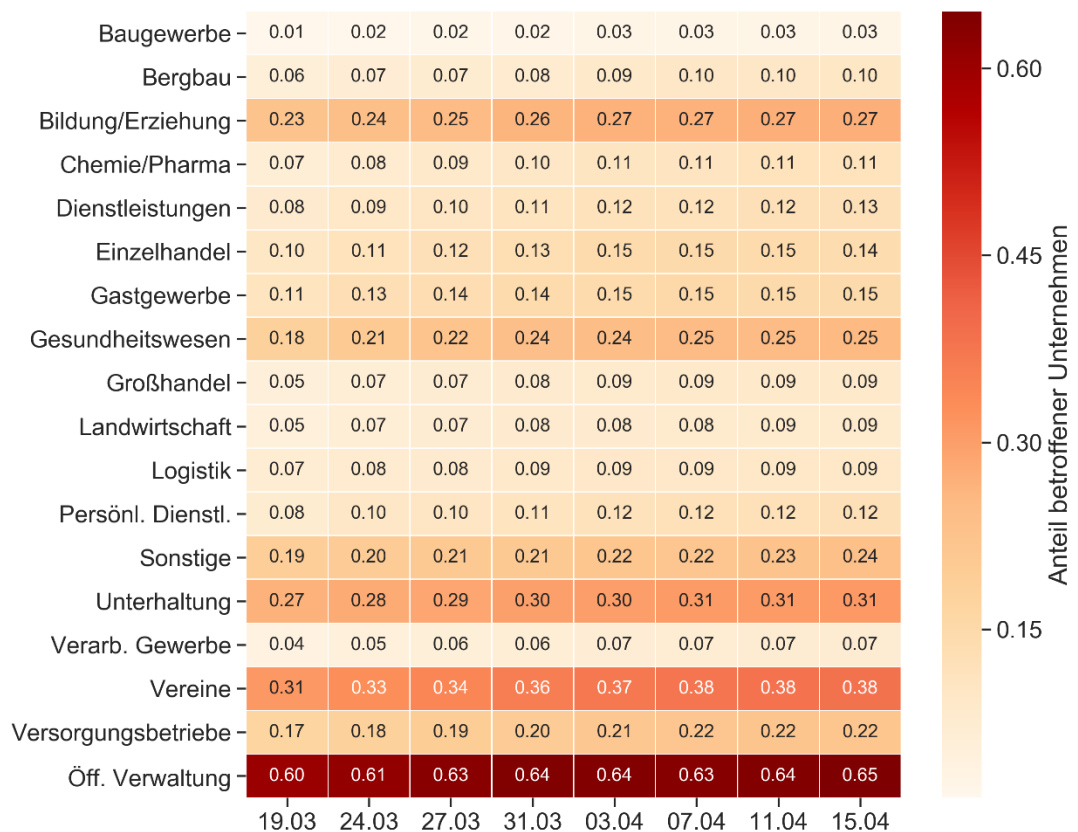 Baugewerbe 0.01 0.02 0.02 0.02 0.03 0.03 0.03 0.03
Bergbau 0.06 0.07 0.07 0.08 0.09 0.10 0.10 0.10
Bildung/Erziehung 0.23 0.24 0.25 0.26 0.27 0.27 0.27 0.27
Chemie/Pharma 0.07 0.08 0.09 0.10 0.11 0.11 0.11 0.11
Dienstleistungen 0.08 0.09 0.10 0.11 0.12 0.12 0.12 0.13
Einzelhandel 0.10 0.11 0.12 0.13 0.15 0.15 0.15 0.14
Gastgewerbe 0.11 0.13 0.14 0.14 0.15 0.15 0.15 0.15
Gesundheitswesen 0.18 0.21 0.22 0.24 0.24 0.25 0.25 0.25
Großhandel 0.05 0.07 0.07 0.08 0.09 0.09 0.09 0.09
Landwirtschaft 0.05 0.07 0.07 0.08 0.08 0.08 0.09 0.09
Logistik 0.07 0.08 0.08 0.09 0.09 0.09 0.09 0.09
Persönl. Dienstl. 0.08 0.10 0.10 0.11 0.12 0.12 0.12 0.12
Sonstige 0.19 0.20 0.21 0.21 0.22 0.22 0.23 0.24
Unterhaltung 0.27 0.28 0.29 0.30 0.30 0.31 0.31 0.31
Verarb. Gewerbe 0.04 0.05 0.06 0.06 0.07 0.07 0.07 0.07
Vereine 0.31 0.33 0.34 0.36 0.37 0.38 0.38 0.38
Versorgungsbetriebe 0.17 0.18 0.19 0.20 0.21 0.22 0.22 0.22
Öff. Verwaltung 0.60 0.61 0.63 0.64 0.64 0.63 0.64 0.65
19.03 24.03 27.03 31.03 03.04 07.04 11.04 15.04
0.60
0.45
0.30
0.15
Anteil betroffener Unternehmen